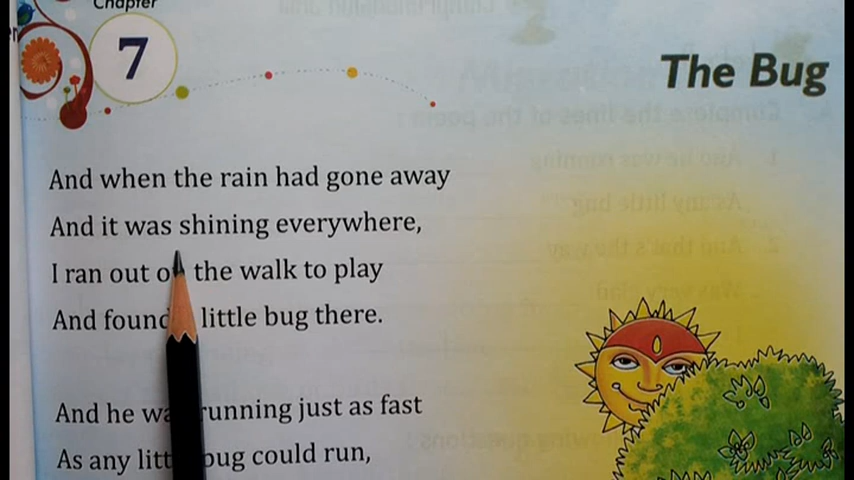 Chapter
7
The Bug
And when the rain had gone away
And it was shining everywhere,
I ran out the walk to play
And found little bug there.
And he running just as fast
As any bug could run,